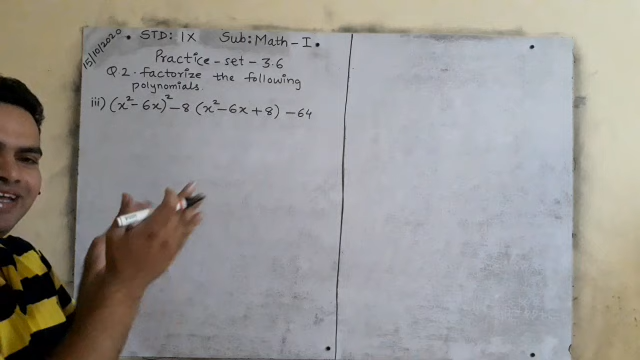 15/10/2020 • STD: IX Sub: Math - I •
Practice - set - 3.6
Q.2. factorize the following
polynomials.
iii) (x² - 6x)² - 8 (x² - 6x + 8) - 64